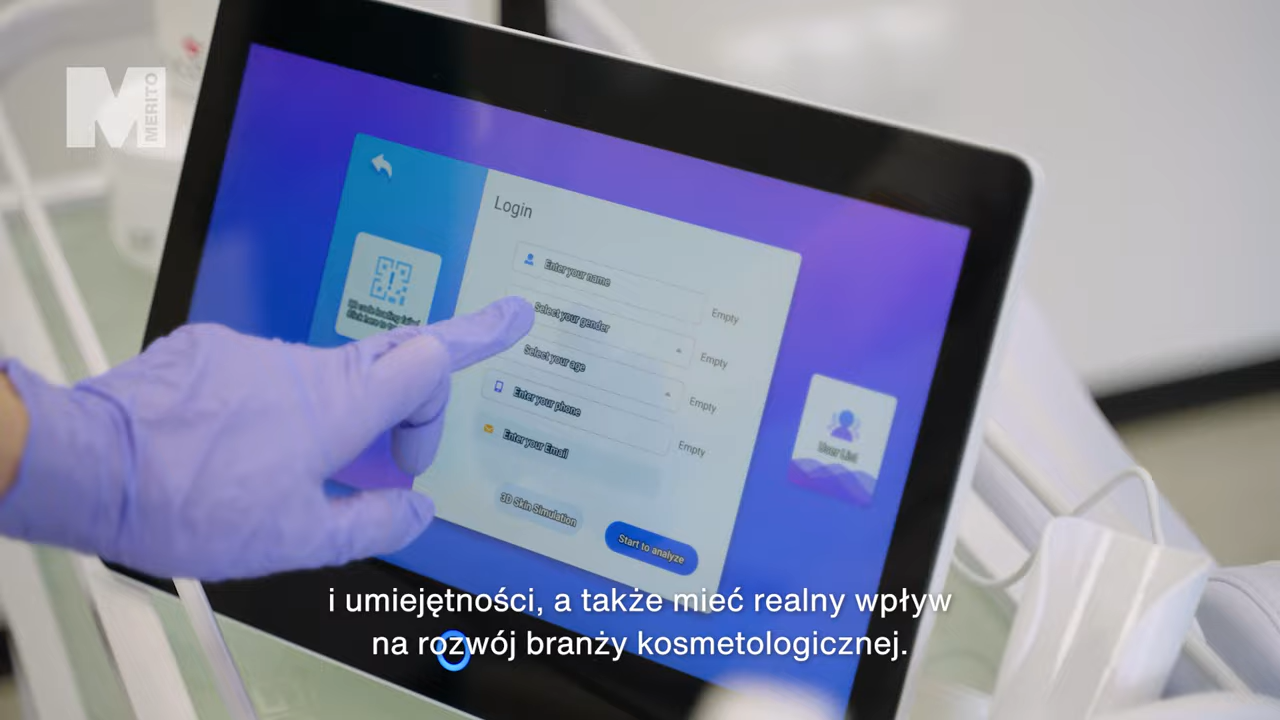 MERITO
Login
Enter your name
Empty
Select your gender
Empty
Select your age
Empty
Enter your phone
Empty
Enter your Email
3D Skin Simulation
Start to analyze
User List
i umiejętności, a także mieć realny wpływ
na rozwój branży kosmetologicznej.